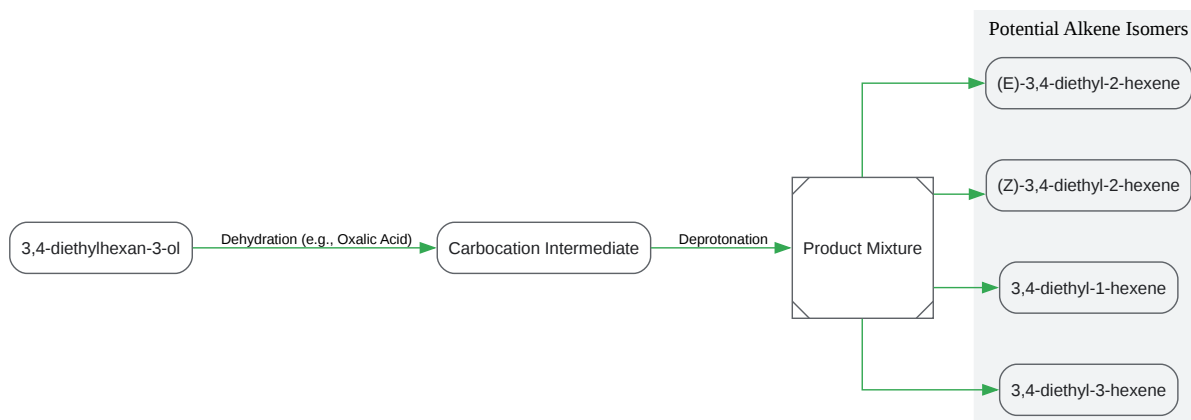 Potential Alkene Isomers
(E)-3,4-diethyl-2-hexene
(Z)-3,4-diethyl-2-hexene
3,4-diethylhexan-3-ol
Dehydration (e.g., Oxalic Acid)
Carbocation Intermediate
Deprotonation
Product Mixture
3,4-diethyl-1-hexene
3,4-diethyl-3-hexene